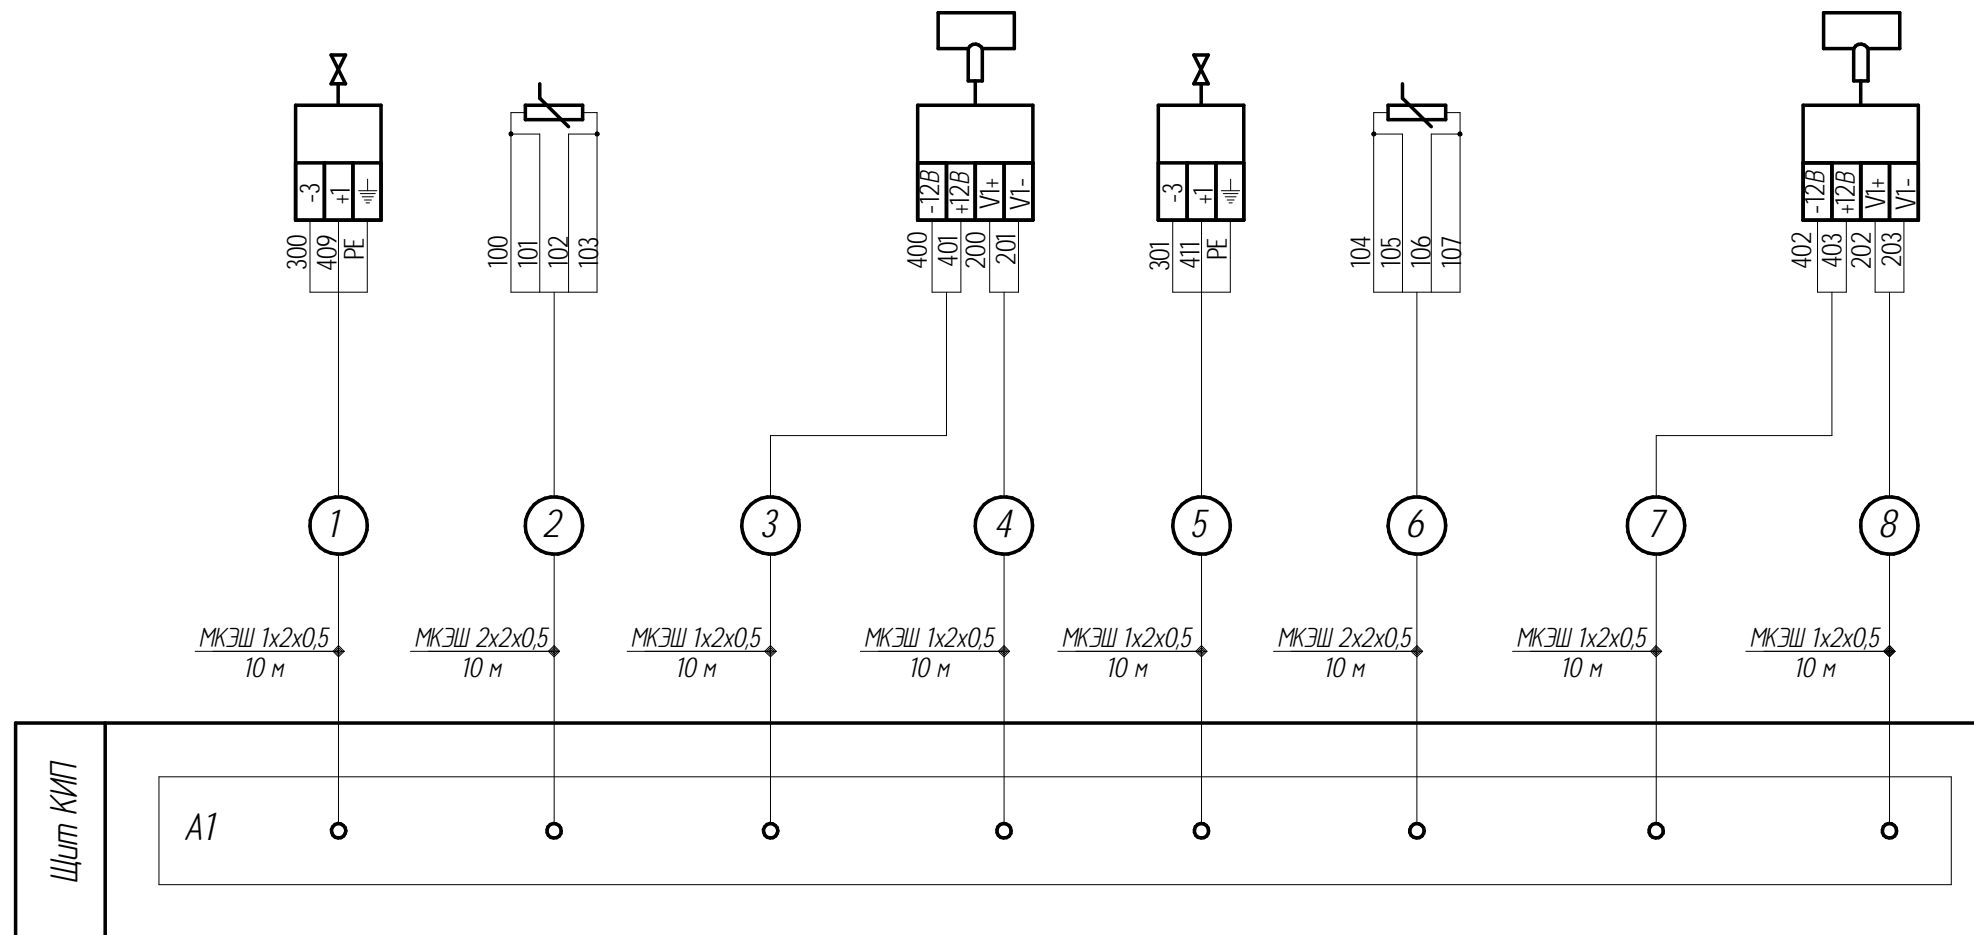 -3
+1
-12В
+12В
V1+
V1-
-3
+1
-12В
+12В
V1+
V1-
300
409
PE
100
101
102
103
400
401
200
201
301
411
PE
104
105
106
107
402
403
202
203
1
2
3
4
5
6
7
8
МКЭШ 1х2х0,5
10 м
МКЭШ 2х2х0,5
10 м
МКЭШ 1х2х0,5
10 м
МКЭШ 1х2х0,5
10 м
МКЭШ 1х2х0,5
10 м
МКЭШ 2х2х0,5
10 м
МКЭШ 1х2х0,5
10 м
МКЭШ 1х2х0,5
10 м
Щит КИП
А1